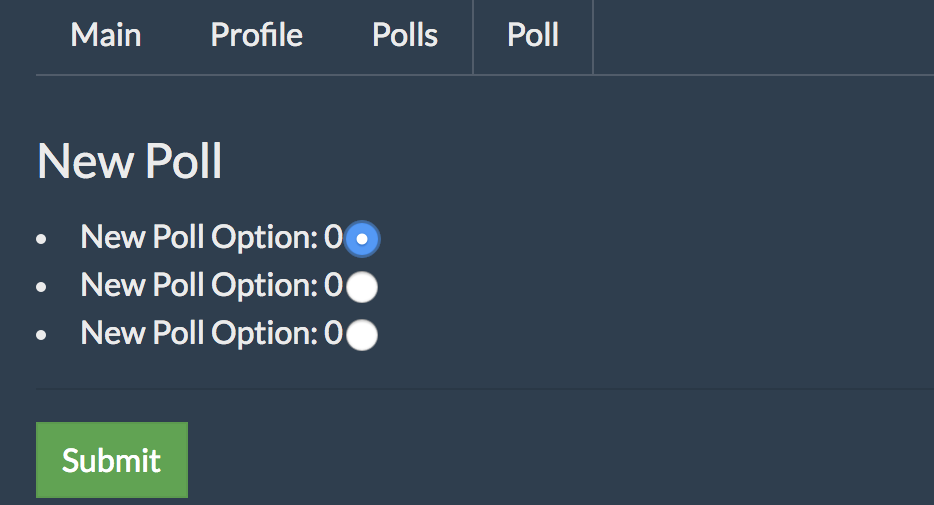 Main Profile Polls Poll
New Poll
• New Poll Option: 0
• New Poll Option: 0
• New Poll Option: 0
Submit